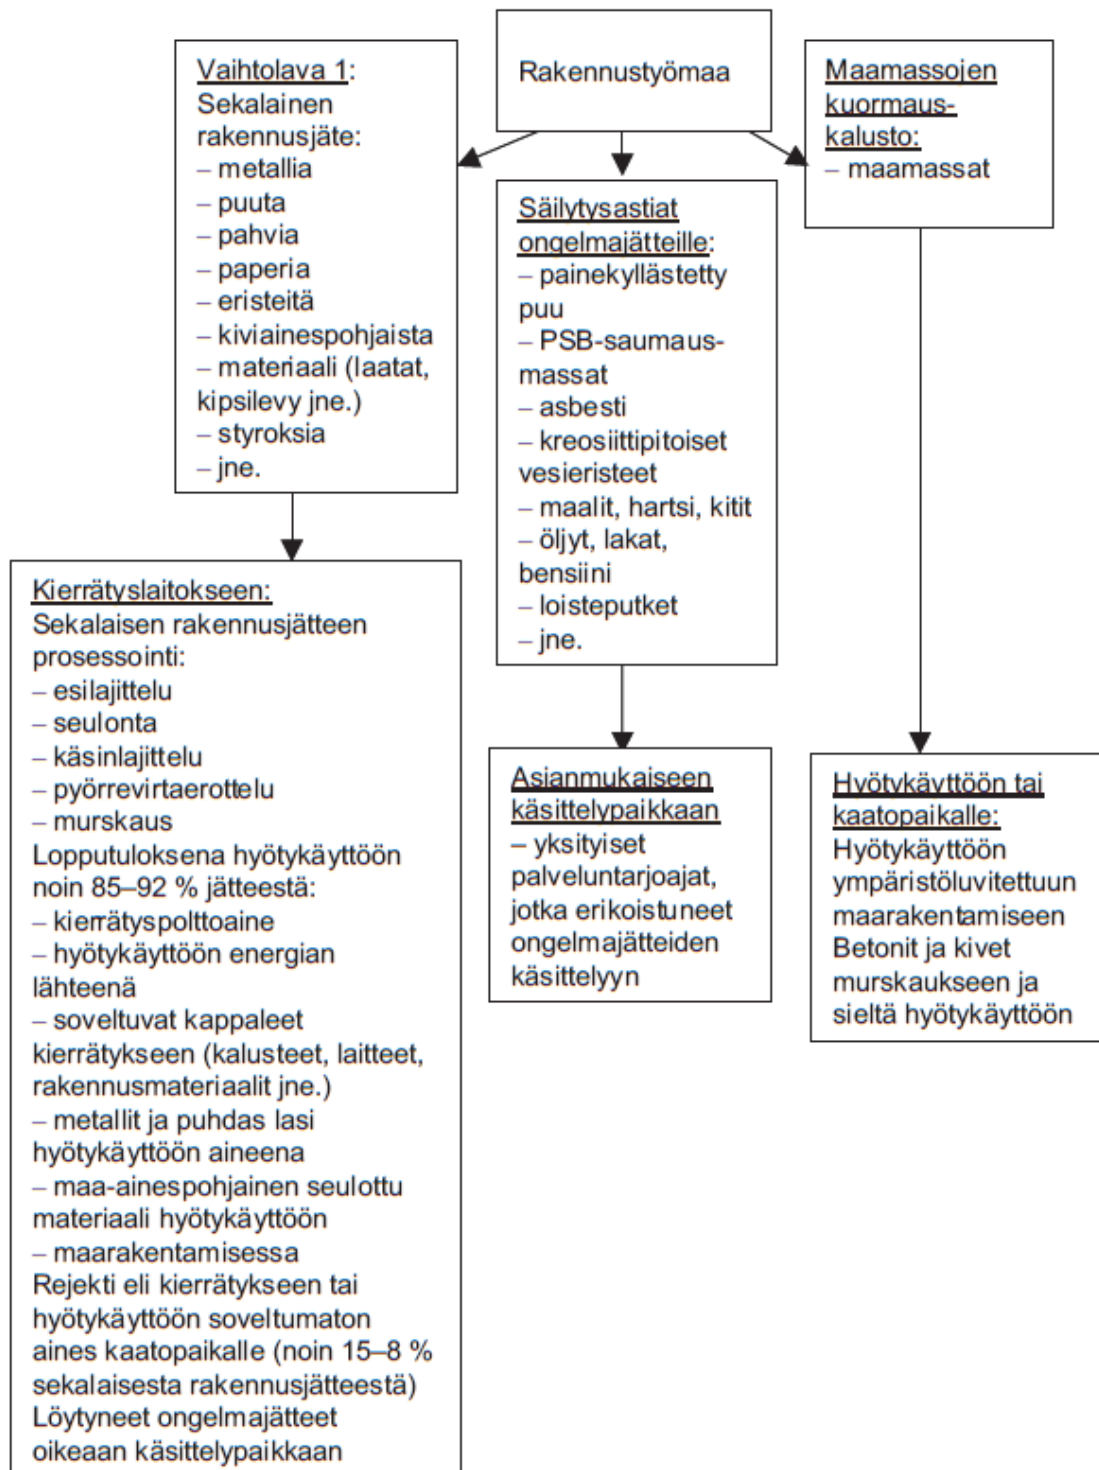 Rakennustyömaa
Vaihtolava 1:
Sekalainen
rakennusjäte:
– metallia
– puuta
– pahvia
– paperia
– eristeitä
– kiviainespohjaista
– materiaali (laatat,
kipsilevy jne.)
– styroksia
– jne.
Säilytysastiat
ongelmajätteille:
– painekyllästetty
puu
– PSB-saumaus-
massat
– asbesti
– kreosiittipitoiset
vesieristeet
– maalit, hartsi, kitit
– öljyt, lakat,
bensiini
– loisteputket
– jne.
Maamassojen
kuormaus-
kalusto:
– maamassat
Kierrätyslaitokseen:
Sekalaisen rakennusjätteen
prosessointi:
– esilajittelu
– seulonta
– käsinlajittelu
– pyörrevirtaerottelu
– murskaus
Lopputuloksena hyötykäyttöön
noin 85–92 % jätteestä:
– kierrätyspolttoaine
– hyötykäyttöön energian
lähteenä
– soveltuvat kappaleet
kierrätykseen (kalusteet, laitteet,
rakennusmateriaalit jne.)
– metallit ja puhdas lasi
hyötykäyttöön aineena
– maa-ainespohjainen seulottu
materiaali hyötykäyttöön
– maarakentamisessa
Rejekti eli kierrätykseen tai
hyötykäyttöön soveltumaton
aines kaatopaikalle (noin 15–8 %
sekalaisesta rakennusjätteestä)
Löytyneet ongelmajätteet
oikeaan käsittelypaikkaan
Asianmukaiseen
käsittelypaikkaan
– yksityiset
palveluntarjoajat,
jotka erikoistuneet
ongelmajätteiden
käsittelyyn
Hyötykäyttöön tai
kaatopaikalle:
Hyötykäyttöön
ympäristöluvitettuun
maarakentamiseen
Betonit ja kivet
murskaukseen ja
sieltä hyötykäyttöön